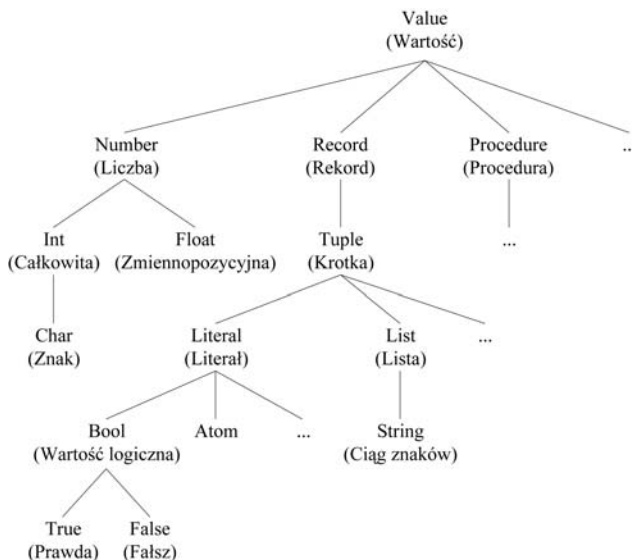 Value
(Wartość)
Number Record Procedure ...
(Liczba) (Rekord) (Procedura)
Int Float Tuple ...
(Całkowita) (Zmiennopozycyjna) (Krotka)
Char Literal List ...
(Znak) (Literał) (Lista)
Bool Atom ... String
(Wartość logiczna) (Ciąg znaków)
True False
(Prawda) (Fałsz)